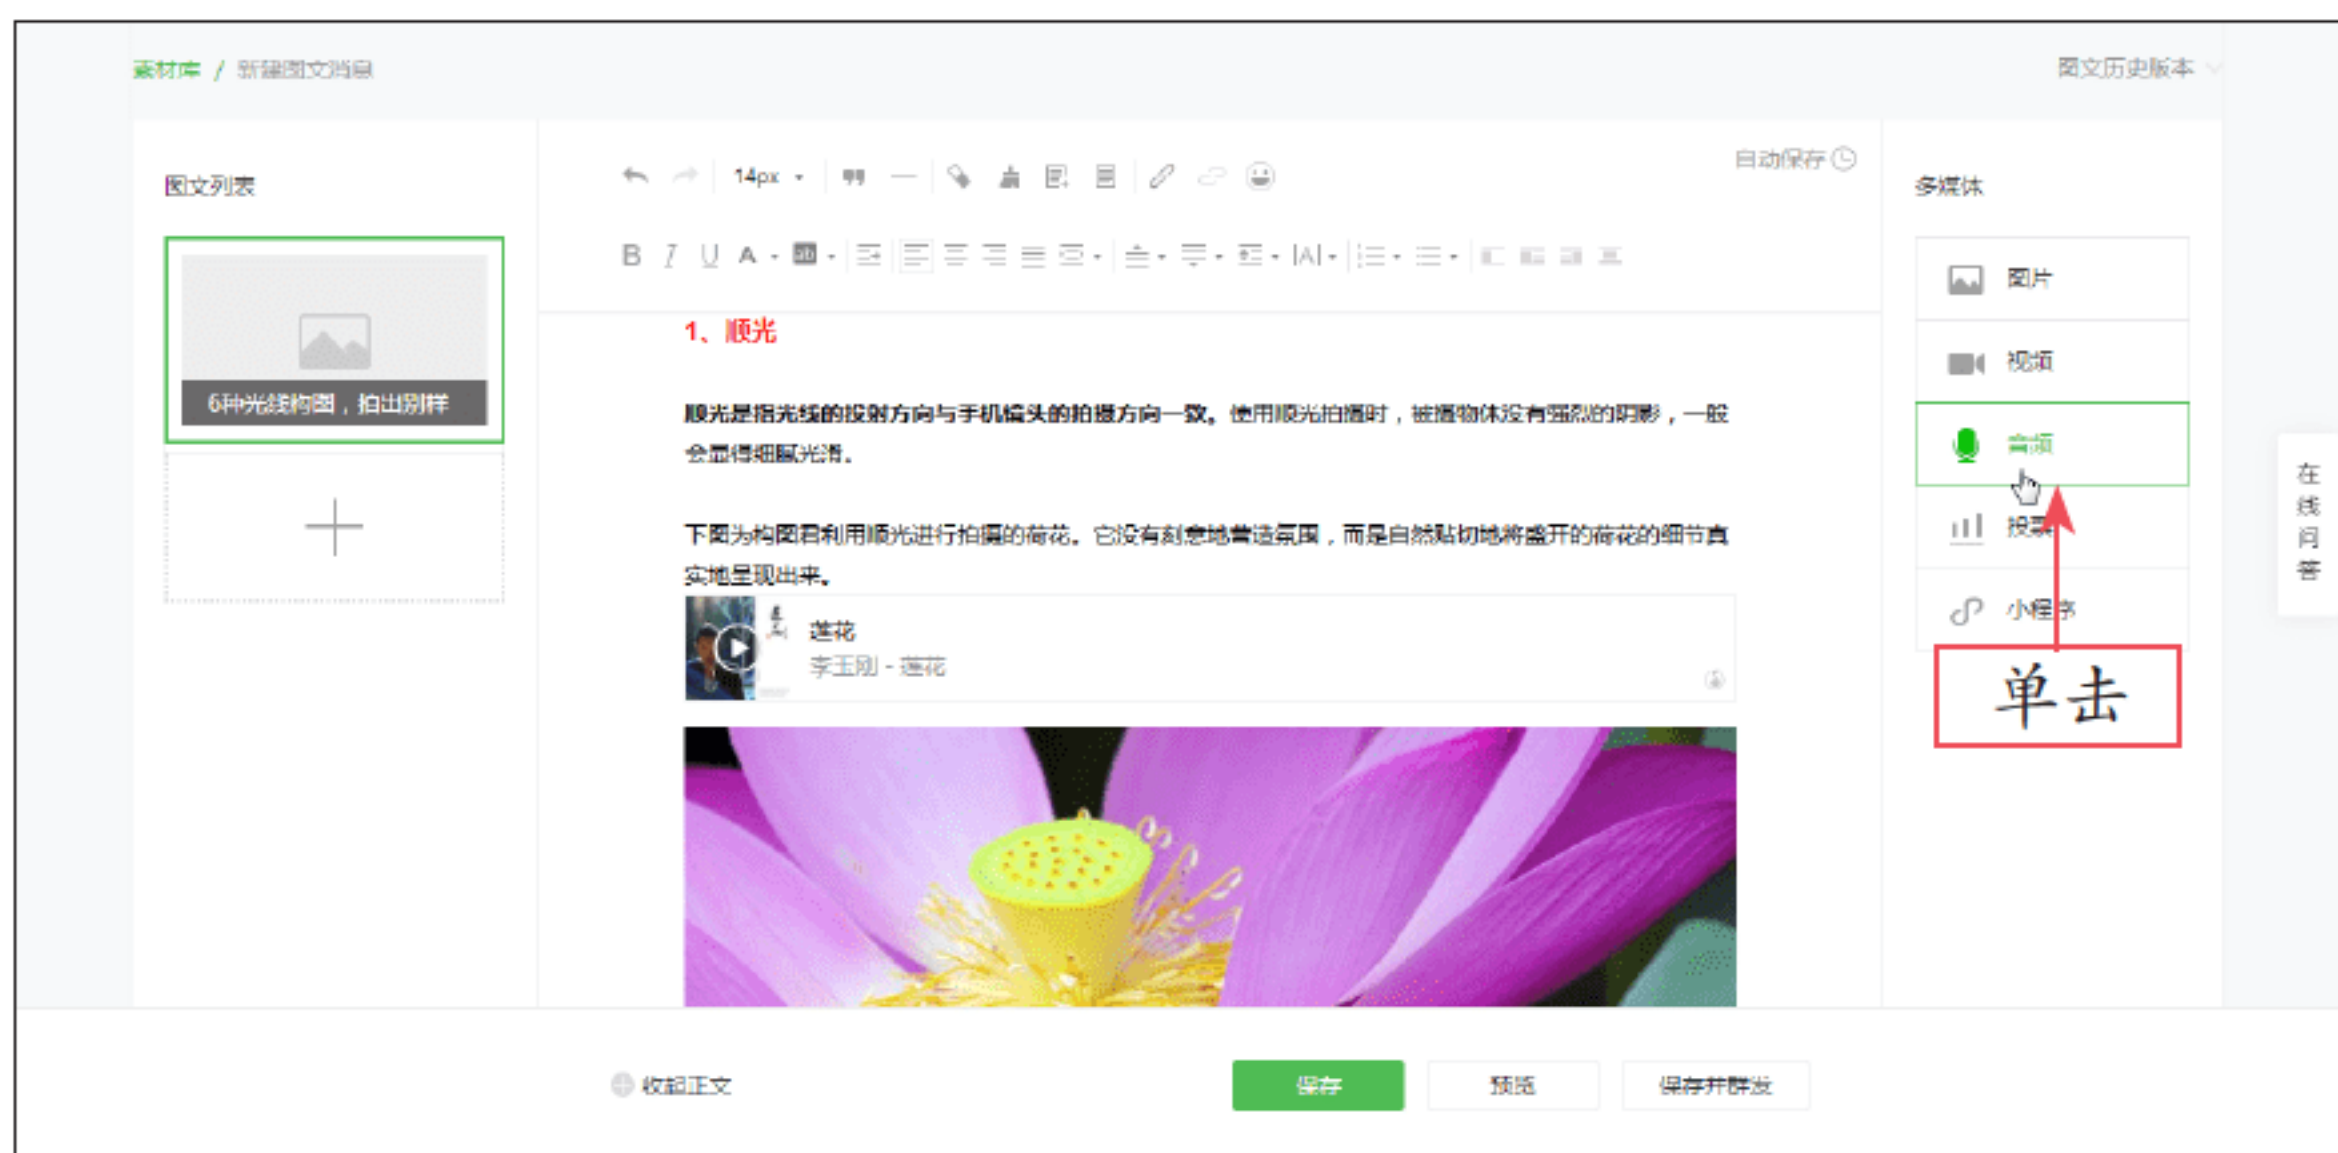 素材库 / 新建图文消息
图文历史版本
图文列表
6种光线构图，拍出别样
14px
自动保存
B I U A ab
|A|
1、顺光
顺光是指光线的投射方向与手机镜头的拍摄方向一致。使用顺光拍摄时，被摄物体没有强烈的阴影，一般
会显得细腻光滑。
下图为构图君利用顺光进行拍摄的荷花。它没有刻意地营造氛围，而是自然贴切地将盛开的荷花的细节真
实地呈现出来。
莲花
李玉刚 - 莲花
多媒体
图片
视频
音频
投票
小程序
单击
在线问答
收起正文
保存
预览
保存并群发